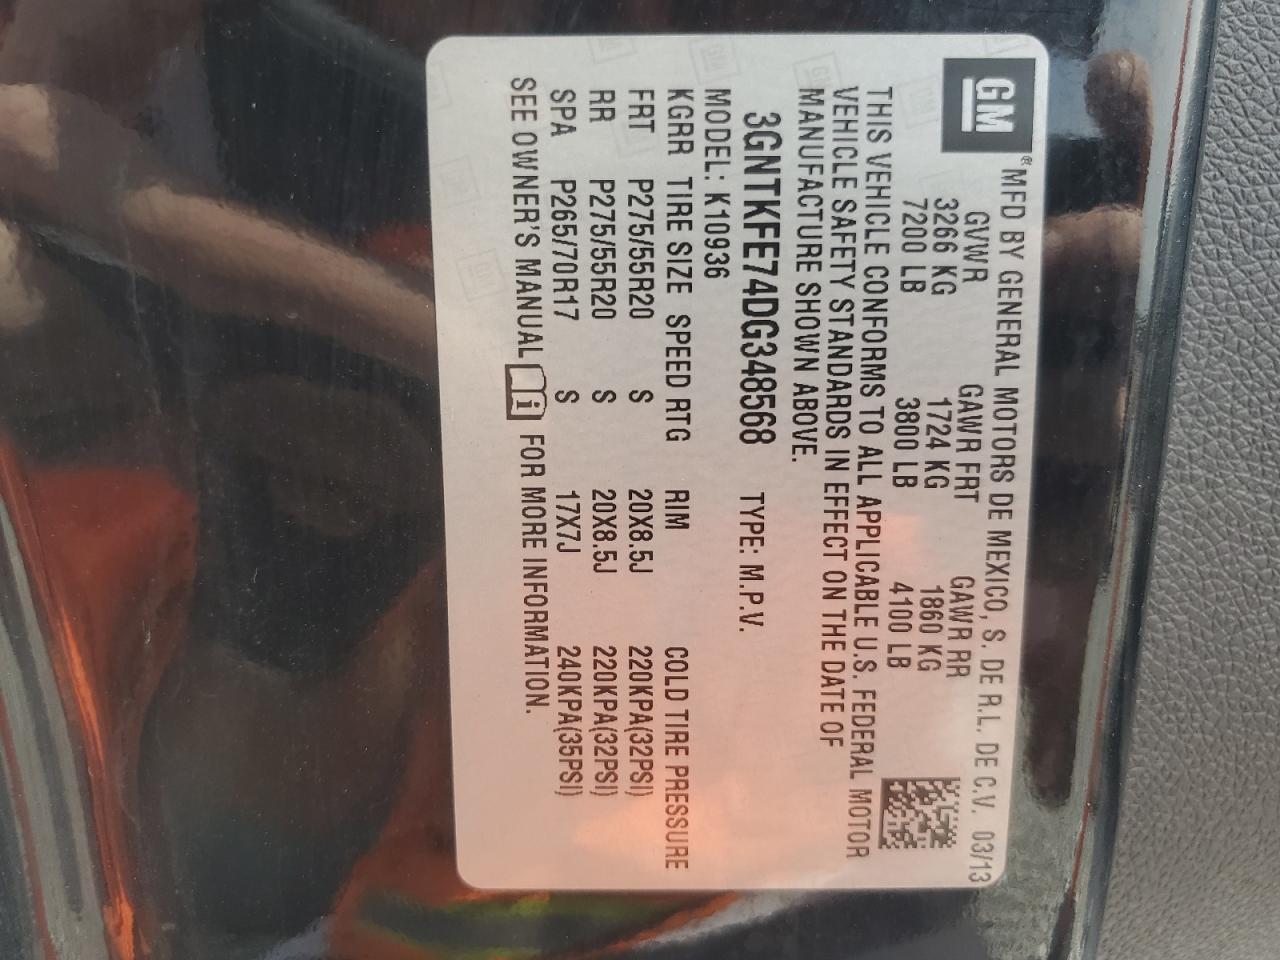 GM® MFD BY GENERAL MOTORS DE MEXICO, S. DE R.L. DE C.V. 03/13
GVWR GAWR FRT GAWR RR
3266 KG 1724 KG 1860 KG
7200 LB 3800 LB 4100 LB
THIS VEHICLE CONFORMS TO ALL APPLICABLE U.S. FEDERAL MOTOR
VEHICLE SAFETY STANDARDS IN EFFECT ON THE DATE OF
MANUFACTURE SHOWN ABOVE.
3GNTKFE74DG348568 TYPE: M.P.V.
MODEL: K10936
KGRR TIRE SIZE SPEED RTG RIM COLD TIRE PRESSURE
FRT P275/55R20 S 20X8.5J 220KPA(32PSI)
RR P275/55R20 S 20X8.5J 220KPA(32PSI)
SPA P265/70R17 S 17X7J 240KPA(35PSI)
SEE OWNER'S MANUAL i FOR MORE INFORMATION.